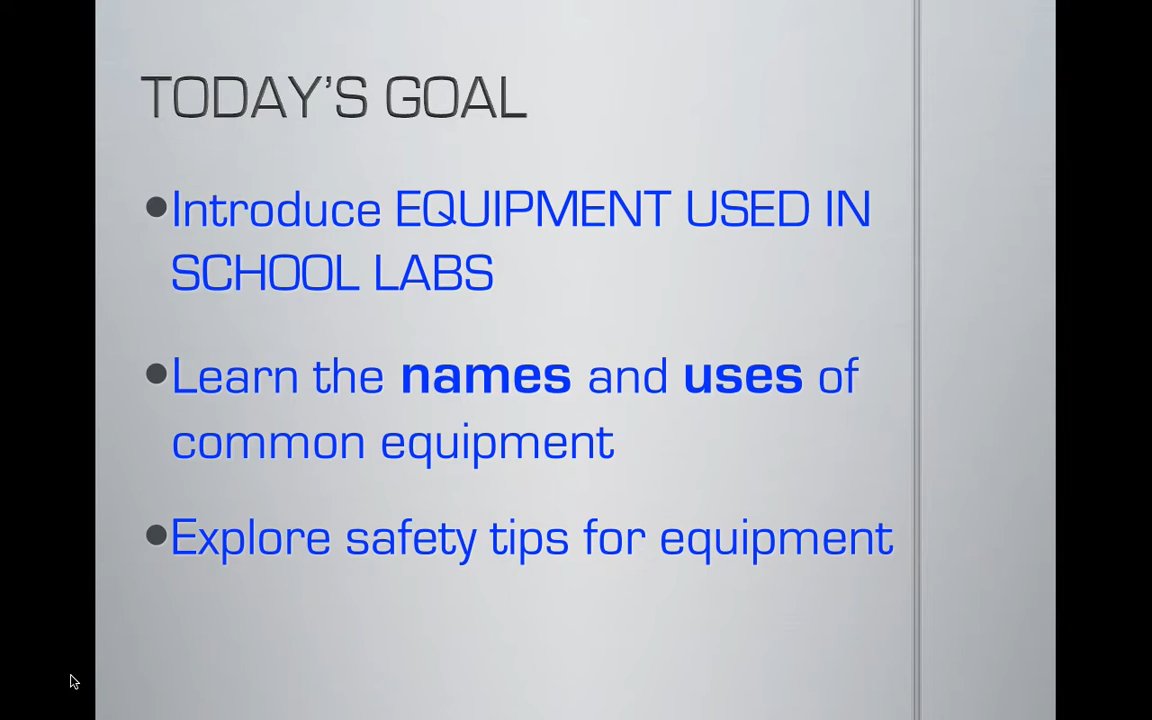 TODAY’S GOAL
•Introduce EQUIPMENT USED IN
SCHOOL LABS
•Learn the names and uses of
common equipment
•Explore safety tips for equipment